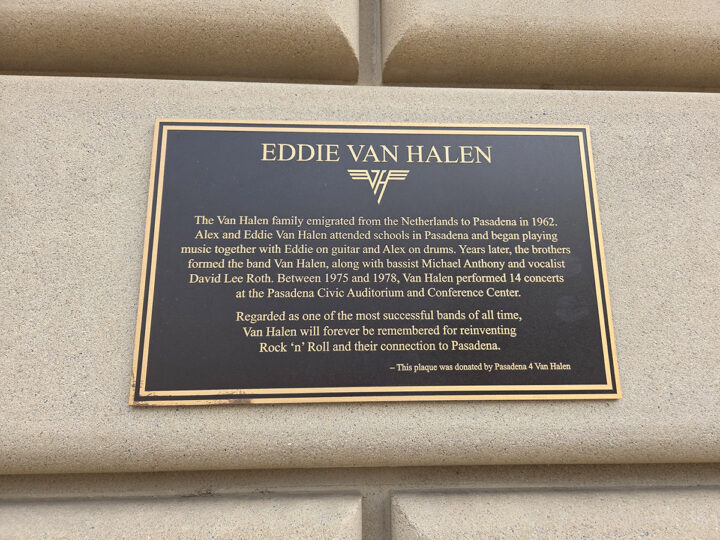 EDDIE VAN HALEN
VH
The Van Halen family emigrated from the Netherlands to Pasadena in 1962.
Alex and Eddie Van Halen attended schools in Pasadena and began playing
music together with Eddie on guitar and Alex on drums. Years later, the brothers
formed the band Van Halen, along with bassist Michael Anthony and vocalist
David Lee Roth. Between 1975 and 1978, Van Halen performed 14 concerts
at the Pasadena Civic Auditorium and Conference Center.
Regarded as one of the most successful bands of all time,
Van Halen will forever be remembered for reinventing
Rock ‘n’ Roll and their connection to Pasadena.
– This plaque was donated by Pasadena 4 Van Halen